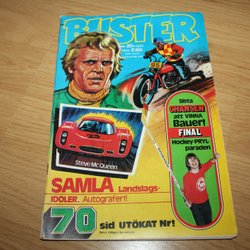 BUSTER
Sista
CHANSEN
att VINNA
Bauer!
FINAL
Hockey-PRYL-
paraden
Steve McQueen
SAMLA Landslags-
IDOLER. Autografer!!
70 sid UTÖKAT Nr!